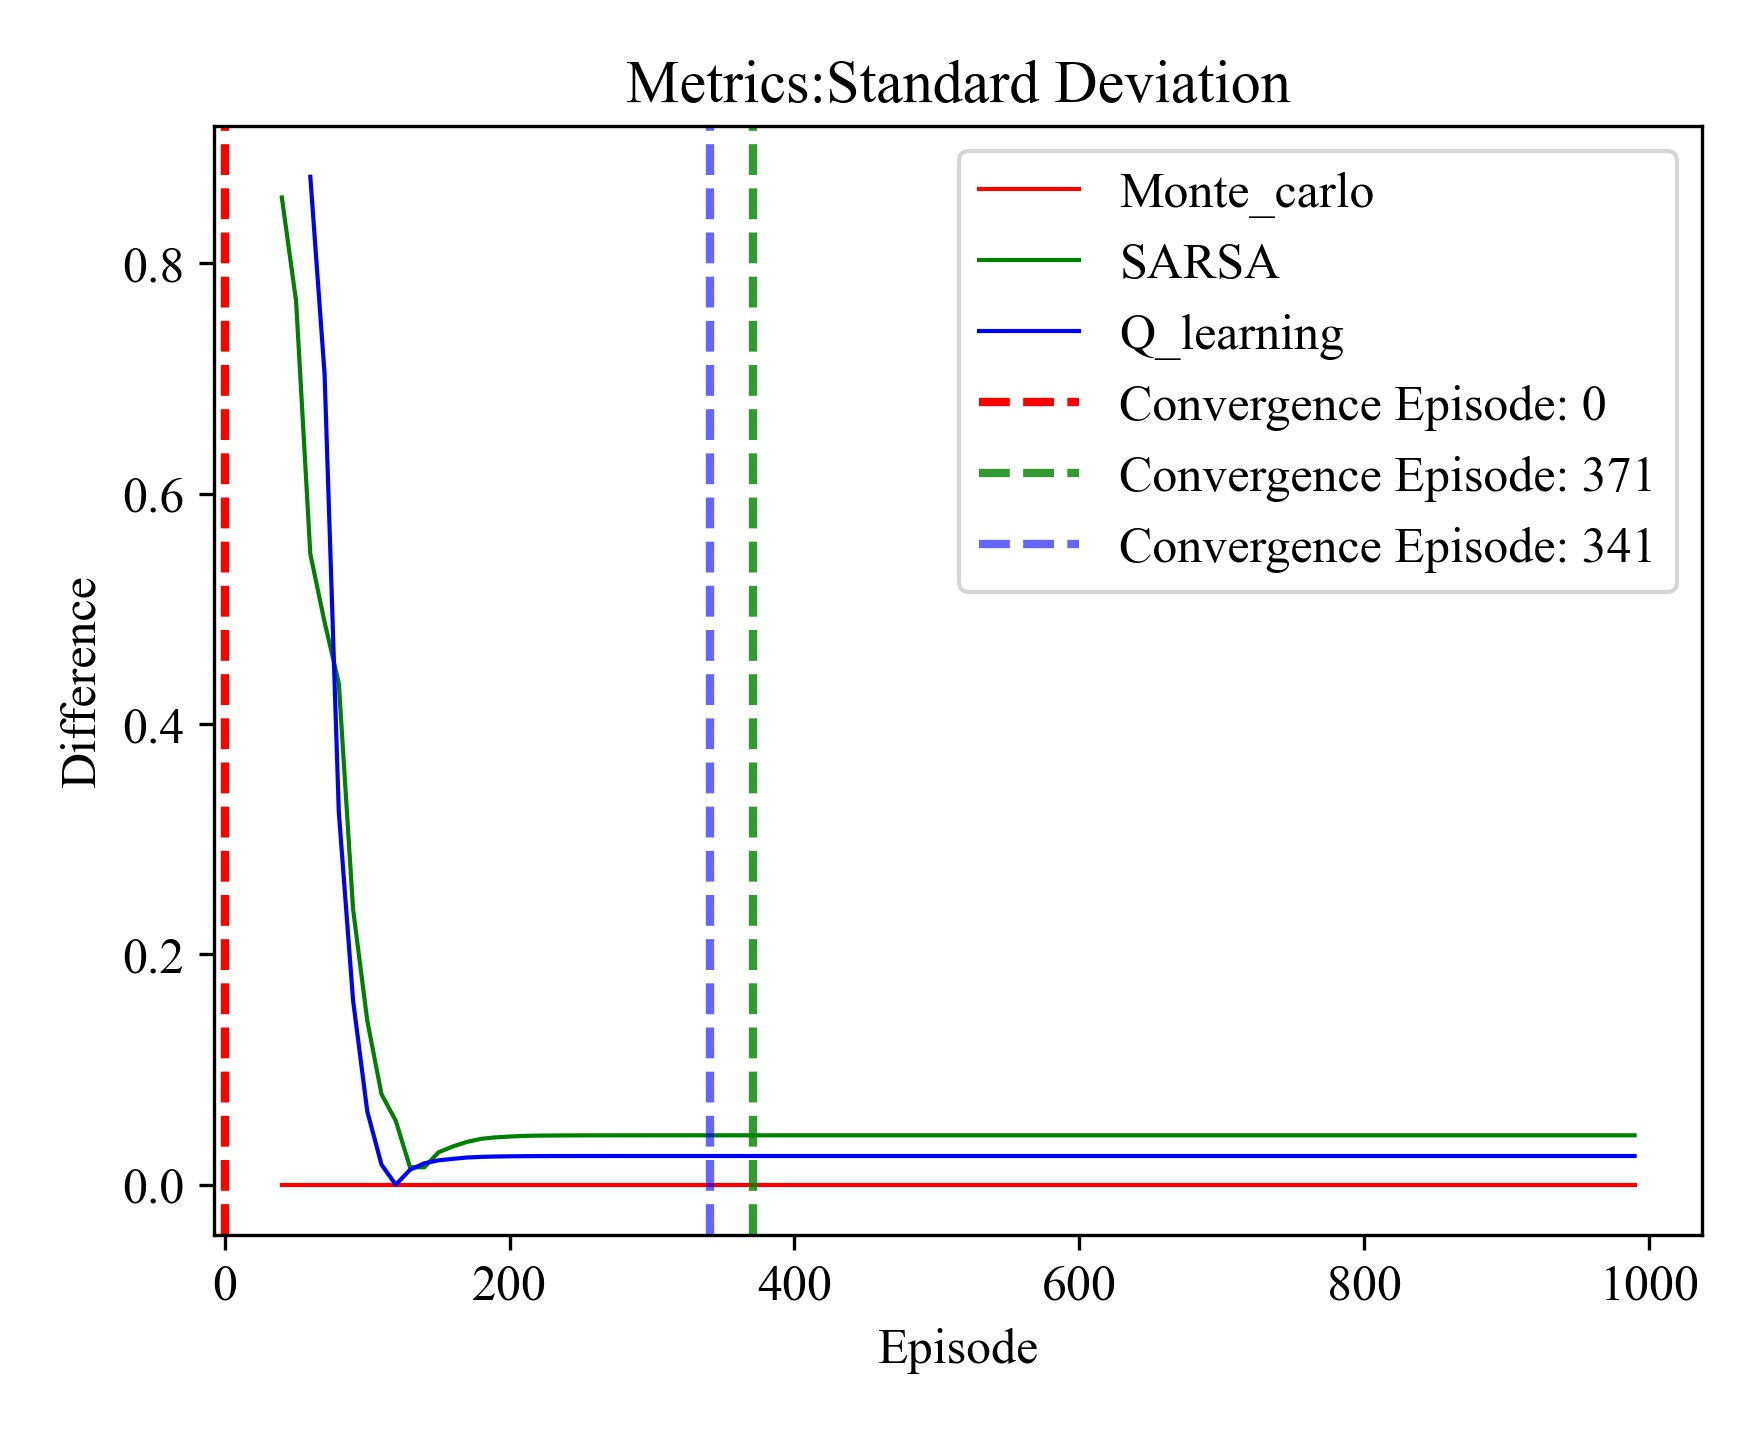 Metrics:Standard Deviation
Monte_carlo
SARSA
Q_learning
Convergence Episode: 0
Convergence Episode: 371
Convergence Episode: 341
Difference
0.8
0.6
0.4
0.2
0.0
0 200 400 600 800 1000
Episode